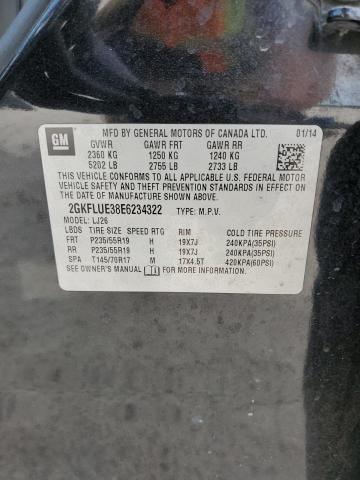 GM
MFD BY GENERAL MOTORS OF CANADA LTD. 01/14
GVWR GAWR FRT GAWR RR
2360 KG 1250 KG 1240 KG
5202 LB 2755 LB 2733 LB
THIS VEHICLE CONFORMS TO ALL APPLICABLE U.S. FEDERAL MOTOR
VEHICLE SAFETY AND THEFT PREVENTION STANDARDS IN
EFFECT ON THE DATE OF MANUFACTURE SHOWN ABOVE.
2GKFLUE38E6234322 TYPE: M.P.V.
MODEL: LJ26
LBDS TIRE SIZE SPEED RTG RIM COLD TIRE PRESSURE
FRT P235/55R19 H 19X7J 240KPA(35PSI)
RR P235/55R19 H 19X7J 240KPA(35PSI)
SPA T145/70R17 M 17X4.5T 420KPA(60PSI)
SEE OWNER'S MANUAL FOR ADDITIONAL INFORMATION.